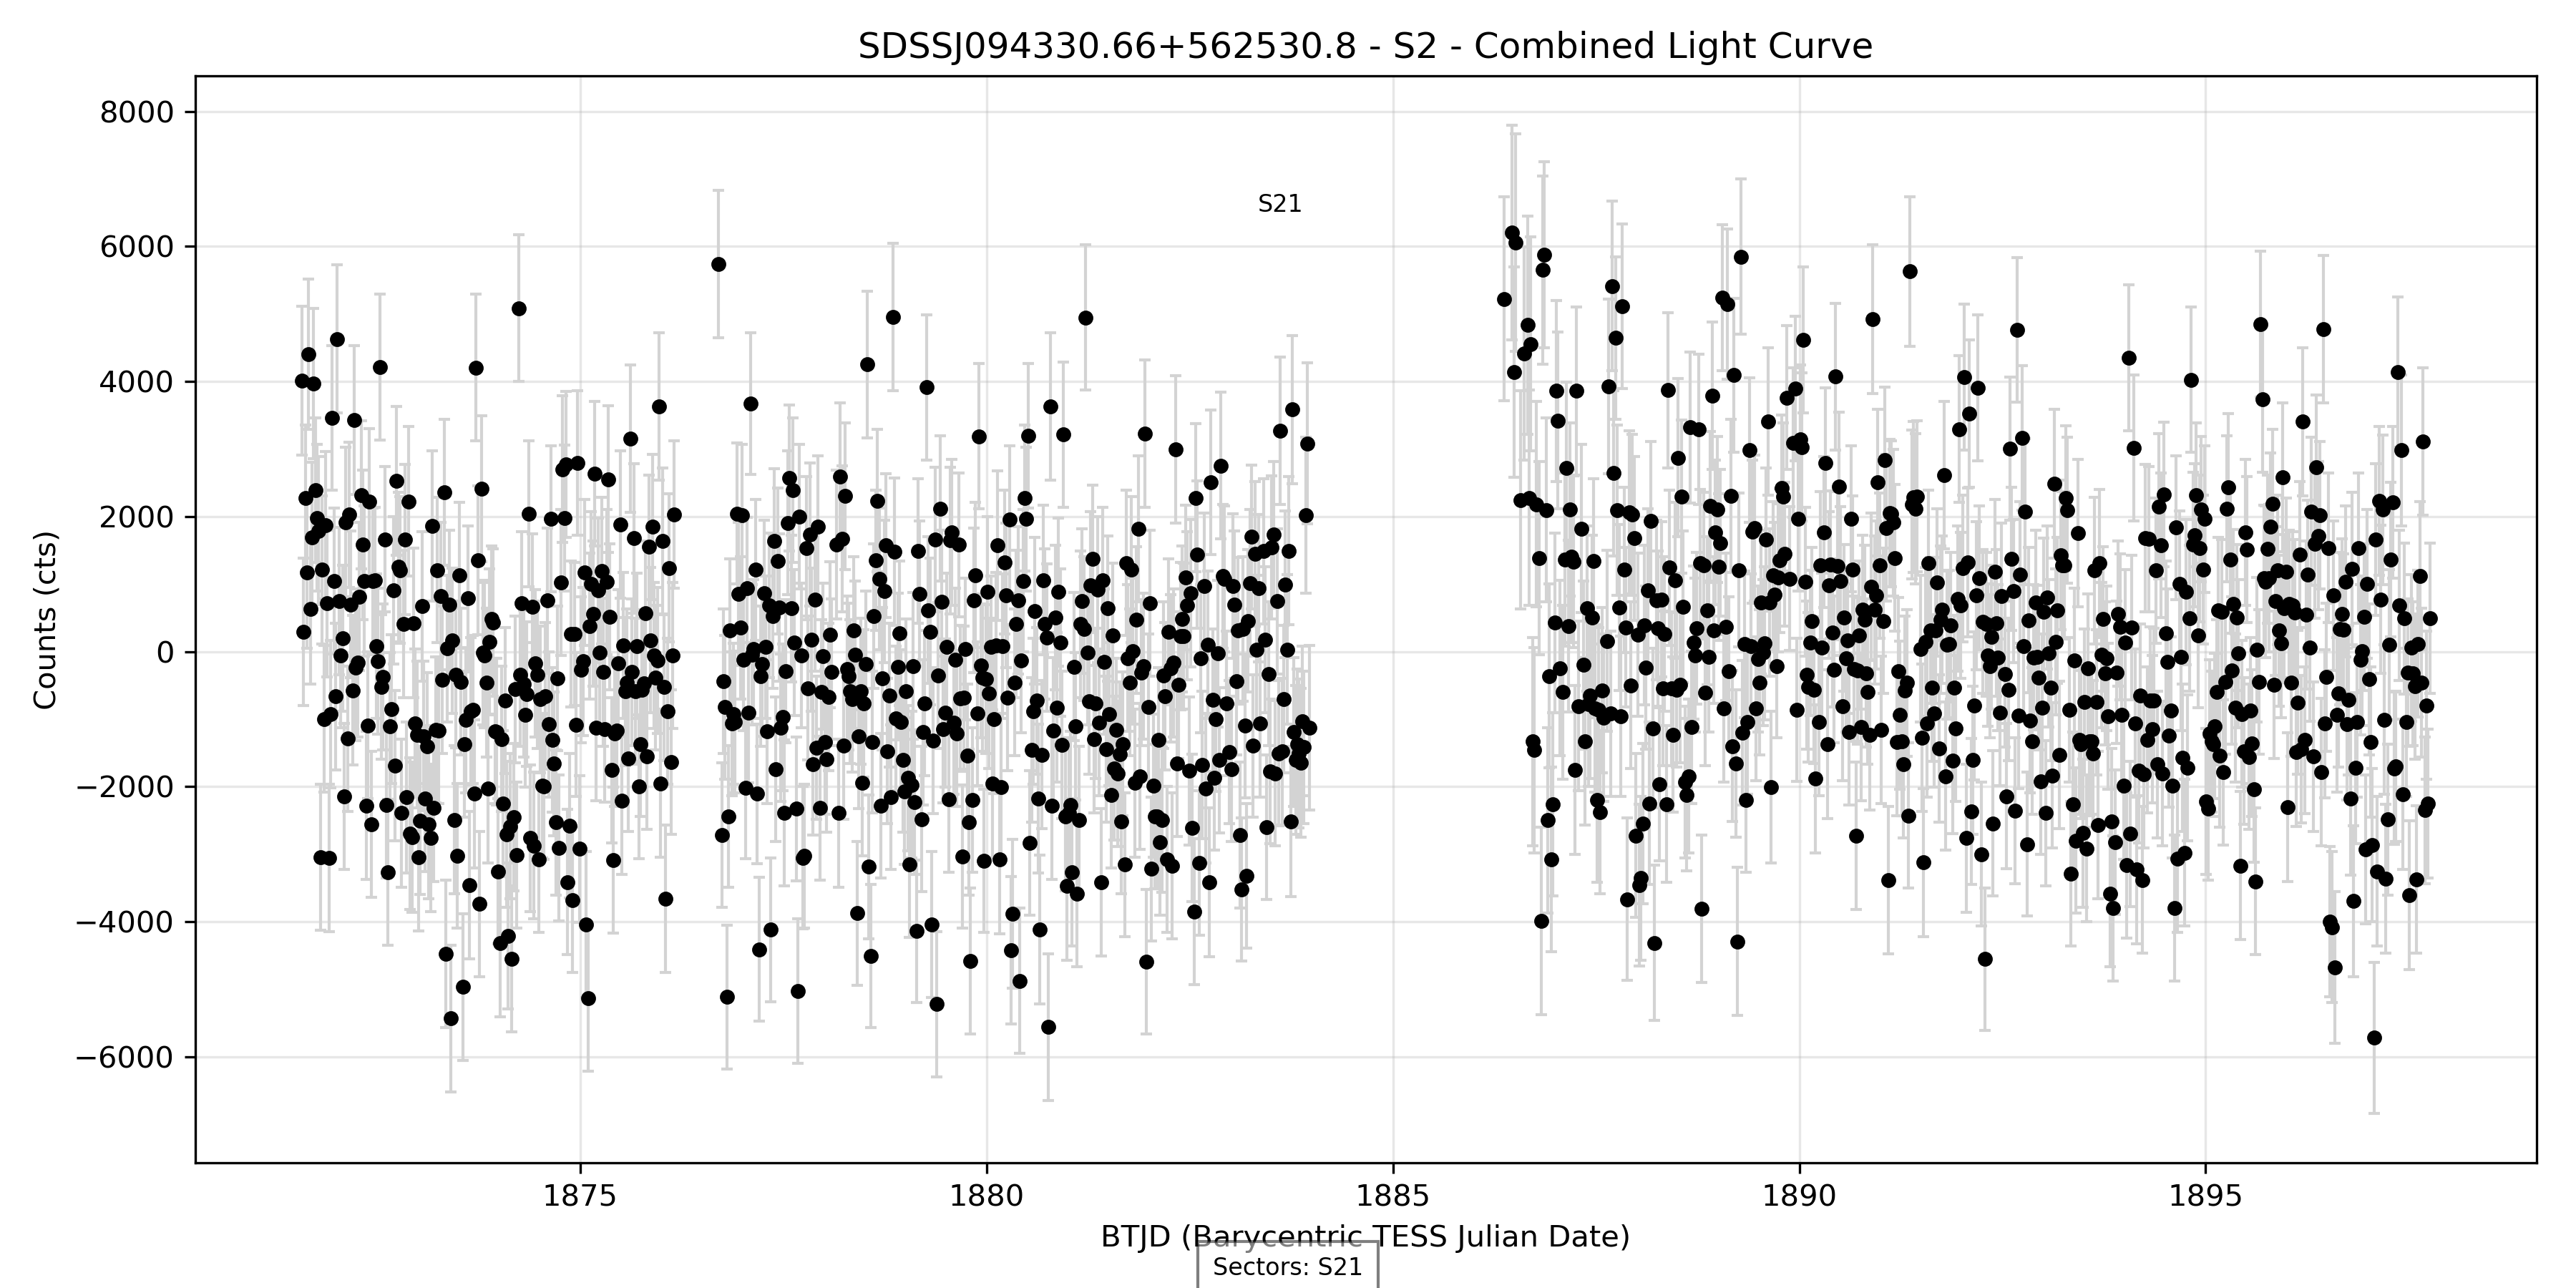 SDSSJ094330.66+562530.8 - S2 - Combined Light Curve
8000
6000
4000
2000
0
−2000
−4000
−6000
Counts (cts)
S21
1875
1880
1885
1890
1895
BTJD (Barycentric TESS Julian Date)
Sectors: S21